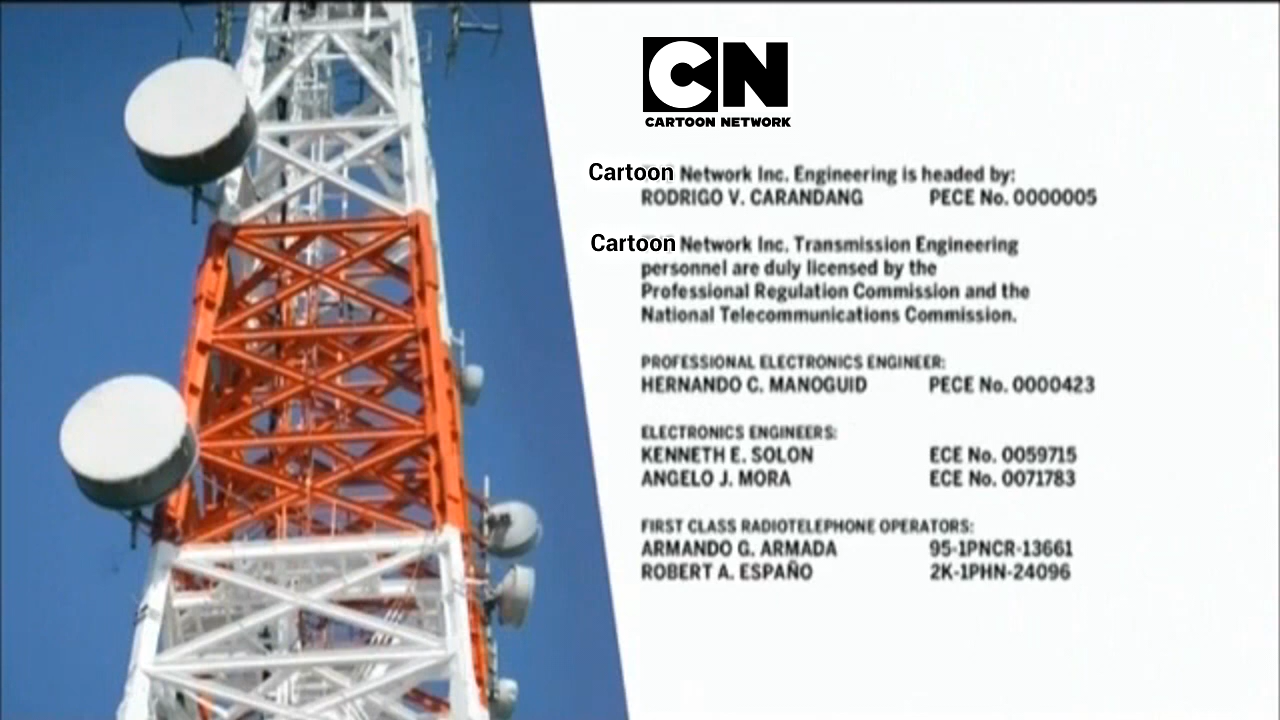 CN
CARTOON NETWORK
Cartoon Network Inc. Engineering is headed by:
RODRIGO V. CARANDANG PECE No. 0000005
Cartoon Network Inc. Transmission Engineering
personnel are duly licensed by the
Professional Regulation Commission and the
National Telecommunications Commission.
PROFESSIONAL ELECTRONICS ENGINEER:
HERNANDO C. MANOGUID PECE No. 0000423
ELECTRONICS ENGINEERS:
KENNETH E. SOLON ECE No. 0059715
ANGELO J. MORA ECE No. 0071783
FIRST CLASS RADIOTELEPHONE OPERATORS:
ARMANDO G. ARMADA 95-1PNCR-13661
ROBERT A. ESPAÑO 2K-1PHN-24096